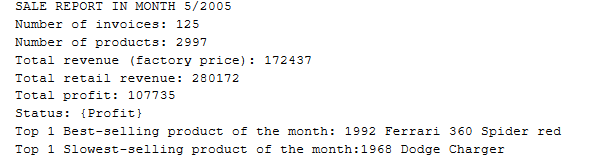 SALE REPORT IN MONTH 5/2005
Number of invoices: 125
Number of products: 2997
Total revenue (factory price): 172437
Total retail revenue: 280172
Total profit: 107735
Status: {Profit}
Top 1 Best-selling product of the month: 1992 Ferrari 360 Spider red
Top 1 Slowest-selling product of the month:1968 Dodge Charger